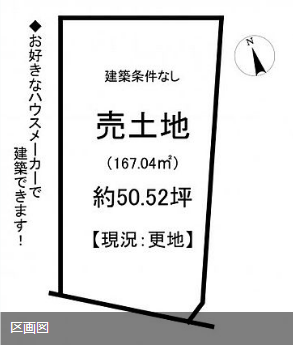 ◆お好きなハウスメーカーで
建築できます！
建築条件なし
売土地
（167.04㎡）
約50.52坪
【現況：更地】
N
区画図